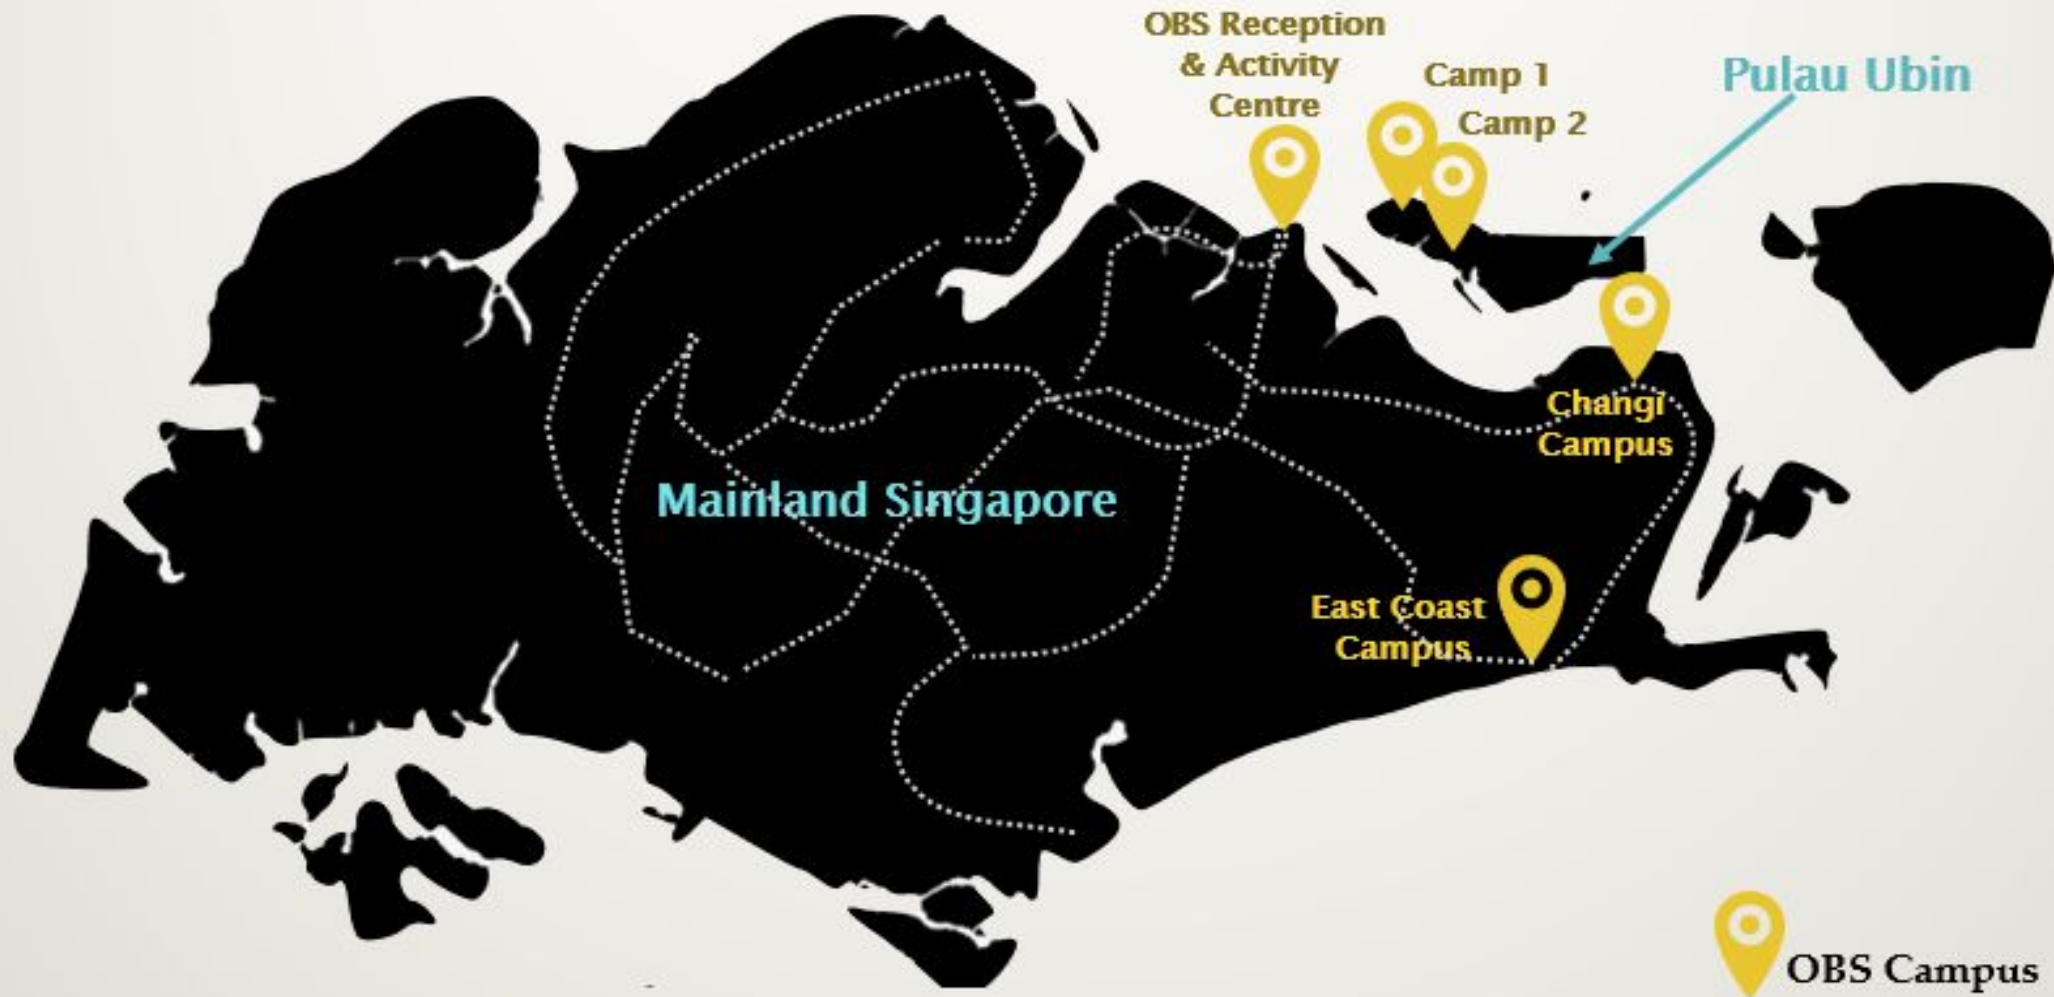 OBS Reception
& Activity
Centre
Camp 1
Camp 2
Pulau Ubin
Changi
Campus
Mainland Singapore
East Coast
Campus
OBS Campus